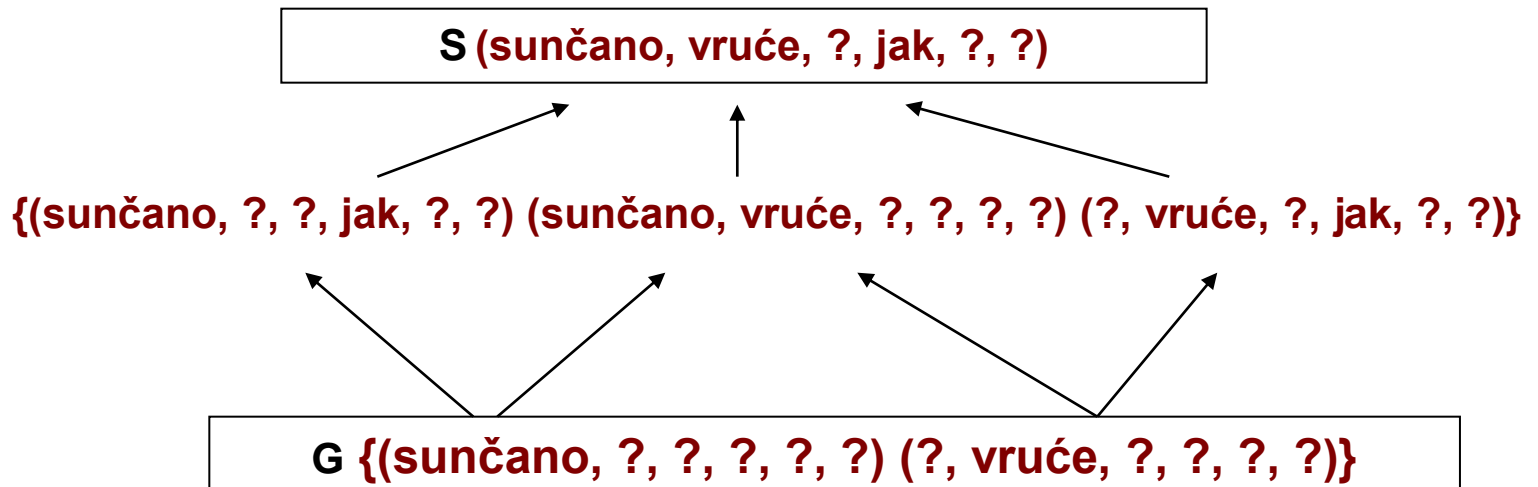 S (sunčano, vruće, ?, jak, ?, ?)
{(sunčano, ?, ?, jak, ?, ?) (sunčano, vruće, ?, ?, ?, ?) (?, vruće, ?, jak, ?, ?)}
G {(sunčano, ?, ?, ?, ?, ?) (?, vruće, ?, ?, ?, ?)}